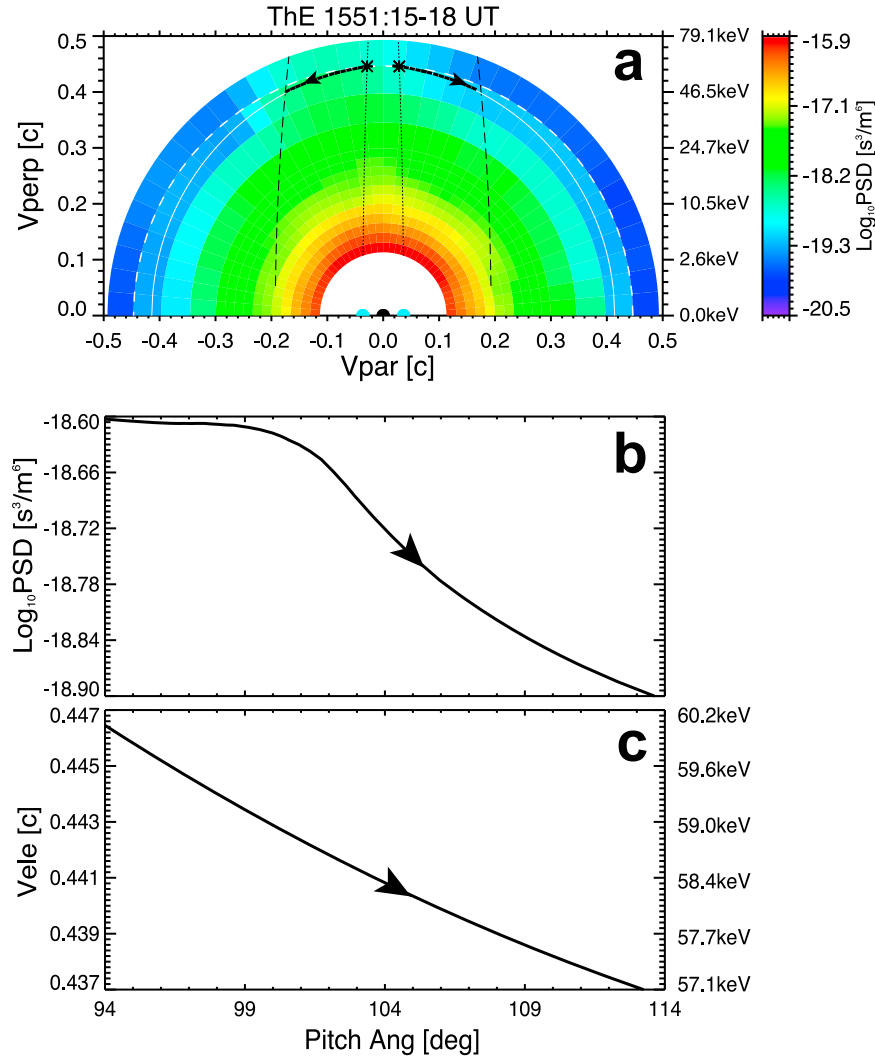 ThE 1551:15-18 UT
a
Vperp [c]
0.5
0.4
0.3
0.2
0.1
0.0
79.1keV
46.5keV
24.7keV
10.5keV
2.6keV
0.0keV
-0.5 -0.4 -0.3 -0.2 -0.1 0.0 0.1 0.2 0.3 0.4 0.5
Vpar [c]
-15.9
-17.1
-18.2
-19.3
-20.5
Log₁₀PSD [s³/m⁶]
b
Log₁₀PSD [s³/m⁶]
-18.60
-18.66
-18.72
-18.78
-18.84
-18.90
c
Vele [c]
0.447
0.445
0.443
0.441
0.439
0.437
60.2keV
59.6keV
59.0keV
58.4keV
57.7keV
57.1keV
94 99 104 109 114
Pitch Ang [deg]